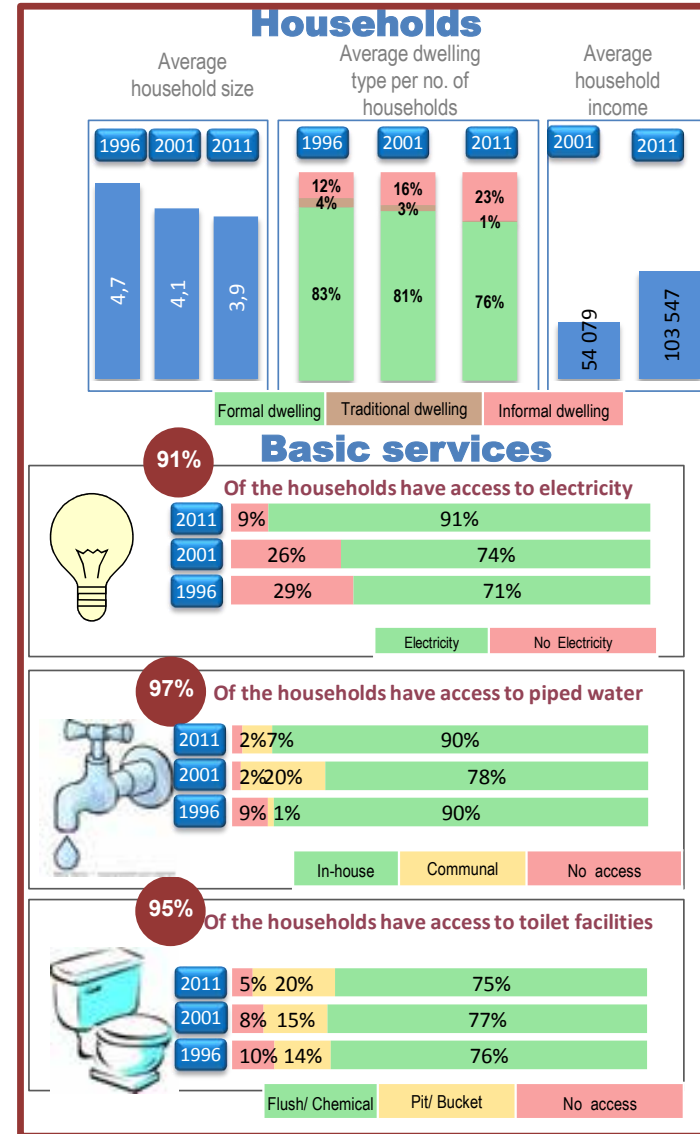 Households
Average
household size
Average dwelling
type per no. of
households
Average
household
income
1996 2001 2011
1996 2001 2011
2001 2011
4,7 4,1 3,9
12% 16% 23%
4% 3% 1%
83% 81% 76%
54 079 103 547
Formal dwelling Traditional dwelling Informal dwelling
Basic services
91%
Of the households have access to electricity
2011 9% 91%
2001 26% 74%
1996 29% 71%
Electricity No Electricity
97%
Of the households have access to piped water
2011 2% 7% 90%
2001 2% 20% 78%
1996 9% 1% 90%
In-house Communal No access
95%
Of the households have access to toilet facilities
2011 5% 20% 75%
2001 8% 15% 77%
1996 10% 14% 76%
Flush/ Chemical Pit/ Bucket No access